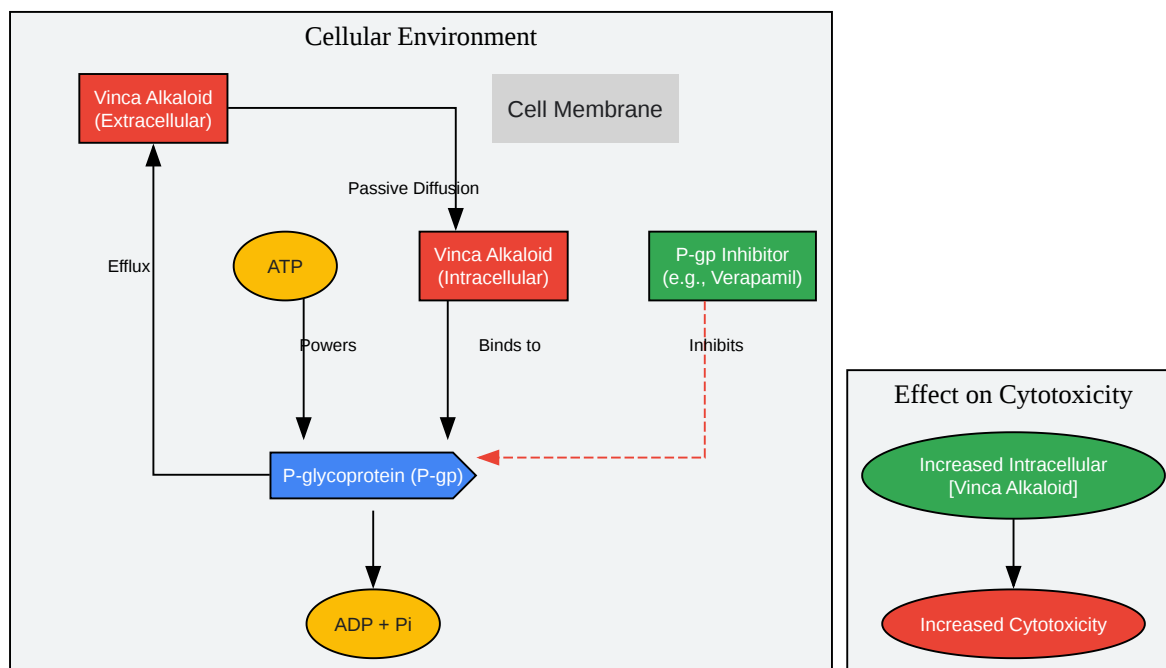 Cellular Environment
Vinca Alkaloid
(Extracellular)
Cell Membrane
Passive Diffusion
Efflux
ATP
Vinca Alkaloid
(Intracellular)
P-gp Inhibitor
(e.g., Verapamil)
Powers
Binds to
Inhibits
P-glycoprotein (P-gp)
ADP + Pi
Effect on Cytotoxicity
Increased Intracellular
[Vinca Alkaloid]
Increased Cytotoxicity